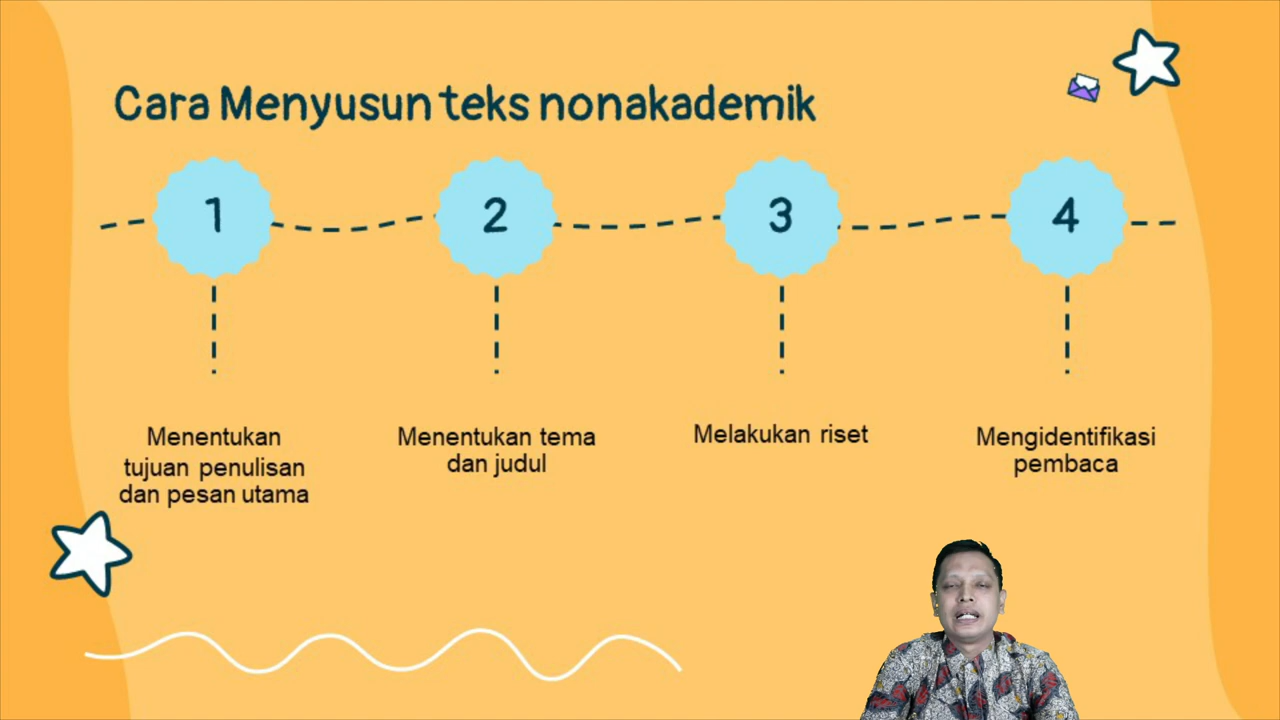 Cara Menyusun teks nonakademik
1
2
3
4
Menentukan
tujuan penulisan
dan pesan utama
Menentukan tema
dan judul
Melakukan riset
Mengidentifikasi
pembaca